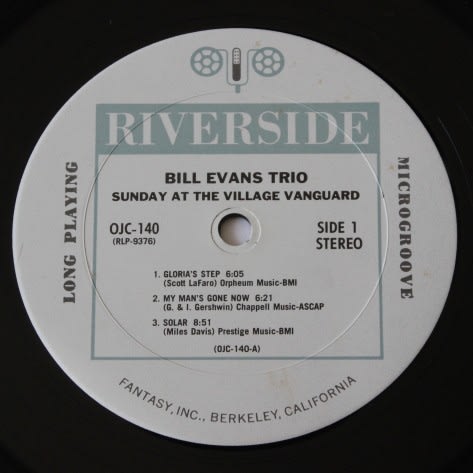 RIVERSIDE
BILL EVANS TRIO
SUNDAY AT THE VILLAGE VANGUARD
OJC-140
(RLP-9376)
SIDE 1
STEREO
LONG PLAYING
MICROGROOVE
1. GLORIA'S STEP 6:05
(Scott LaFaro) Orpheum Music-BMI
2. MY MAN'S GONE NOW 6:21
(G. & I. Gershwin) Chappell Music-ASCAP
3. SOLAR 8:51
(Miles Davis) Prestige Music-BMI
(OJC-140-A)
FANTASY, INC., BERKELEY, CALIFORNIA